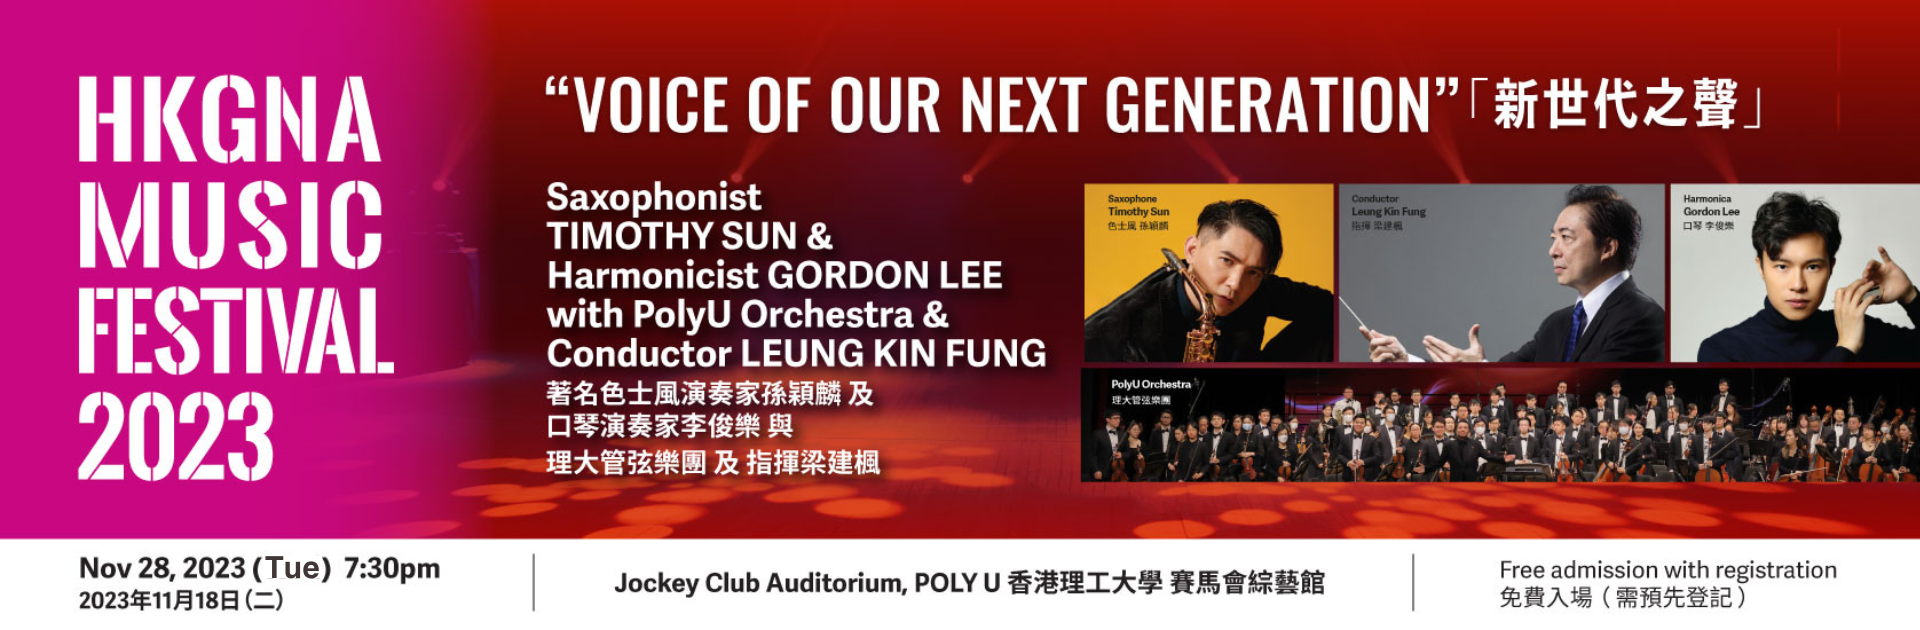 HKGNA
MUSIC
FESTIVAL
2023
“VOICE OF OUR NEXT GENERATION”「新世代之聲」
Saxophonist
TIMOTHY SUN &
Harmonicist GORDON LEE
with PolyU Orchestra &
Conductor LEUNG KIN FUNG
著名色士風演奏家孫穎麟 及
口琴演奏家李俊樂 與
理大管弦樂團 及 指揮梁建楓
Saxophone
Timothy Sun
色士風 孫穎麟
Conductor
Leung Kin Fung
指揮 梁建楓
Harmonica
Gordon Lee
口琴 李俊樂
PolyU Orchestra
理大管弦樂團
Nov 28, 2023 (Tue) 7:30pm
2023年11月18日 (二)
Jockey Club Auditorium, POLY U 香港理工大學 賽馬會綜藝館
Free admission with registration
免費入場 ( 需預先登記 )